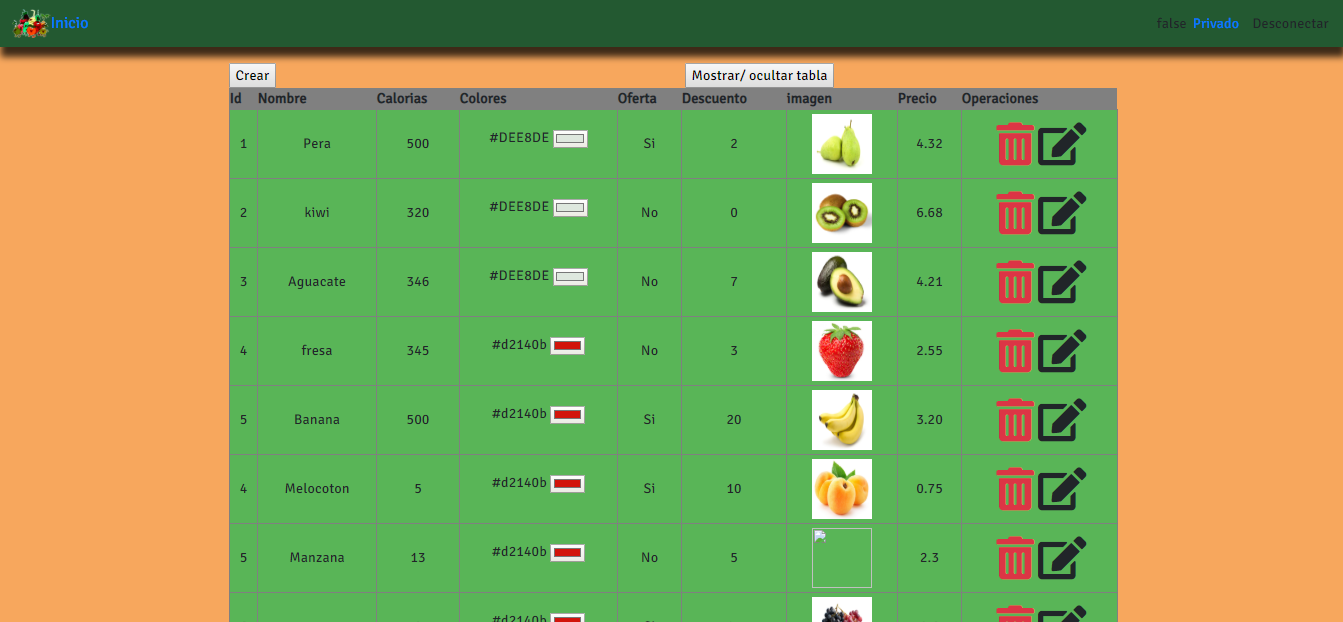 Inicio false Privado Desconectar
Crear Mostrar/ ocultar tabla
Id Nombre Calorias Colores Oferta Descuento imagen Precio Operaciones
1 Pera 500 #DEE8DE Si 2 4.32
2 kiwi 320 #DEE8DE No 0 6.68
3 Aguacate 346 #DEE8DE No 7 4.21
4 fresa 345 #d2140b No 3 2.55
5 Banana 500 #d2140b Si 20 3.20
4 Melocoton 5 #d2140b Si 10 0.75
5 Manzana 13 #d2140b No 5 2.3
#d2140b